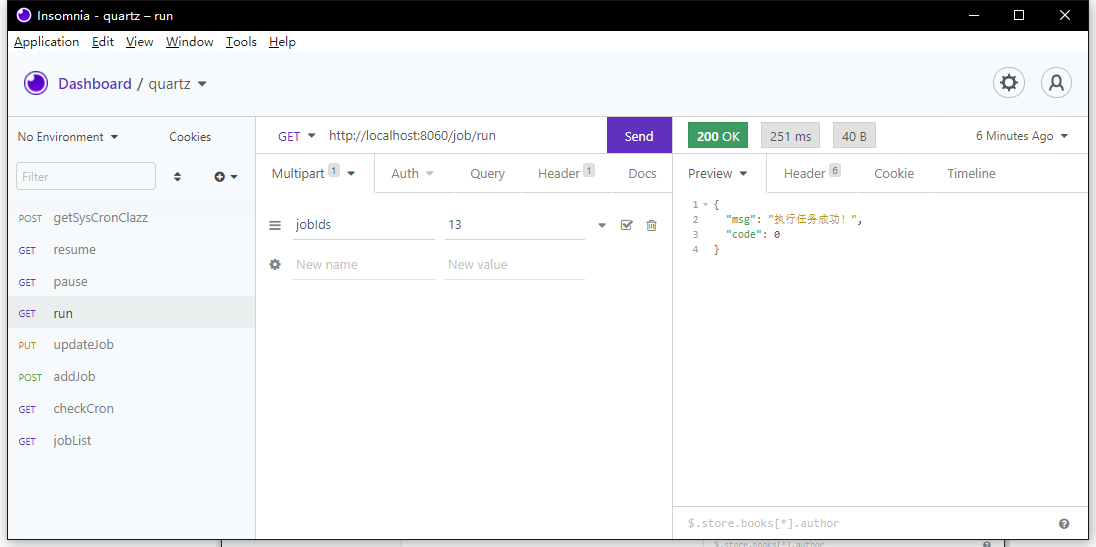 Insomnia - quartz – run
Application Edit View Window Tools Help
Dashboard / quartz
No Environment Cookies
Filter
POST getSysCronClazz
GET resume
GET pause
GET run
PUT updateJob
POST addJob
GET checkCron
GET jobList
GET http://localhost:8060/job/run Send
Multipart 1 Auth Query Header 1 Docs
jobIds 13
New name New value
200 OK 251 ms 40 B 6 Minutes Ago
Preview Header 6 Cookie Timeline
1 {
2 "msg": "执行任务成功！",
3 "code": 0
4 }
$.store.books[*].author
$.store.books[*].author